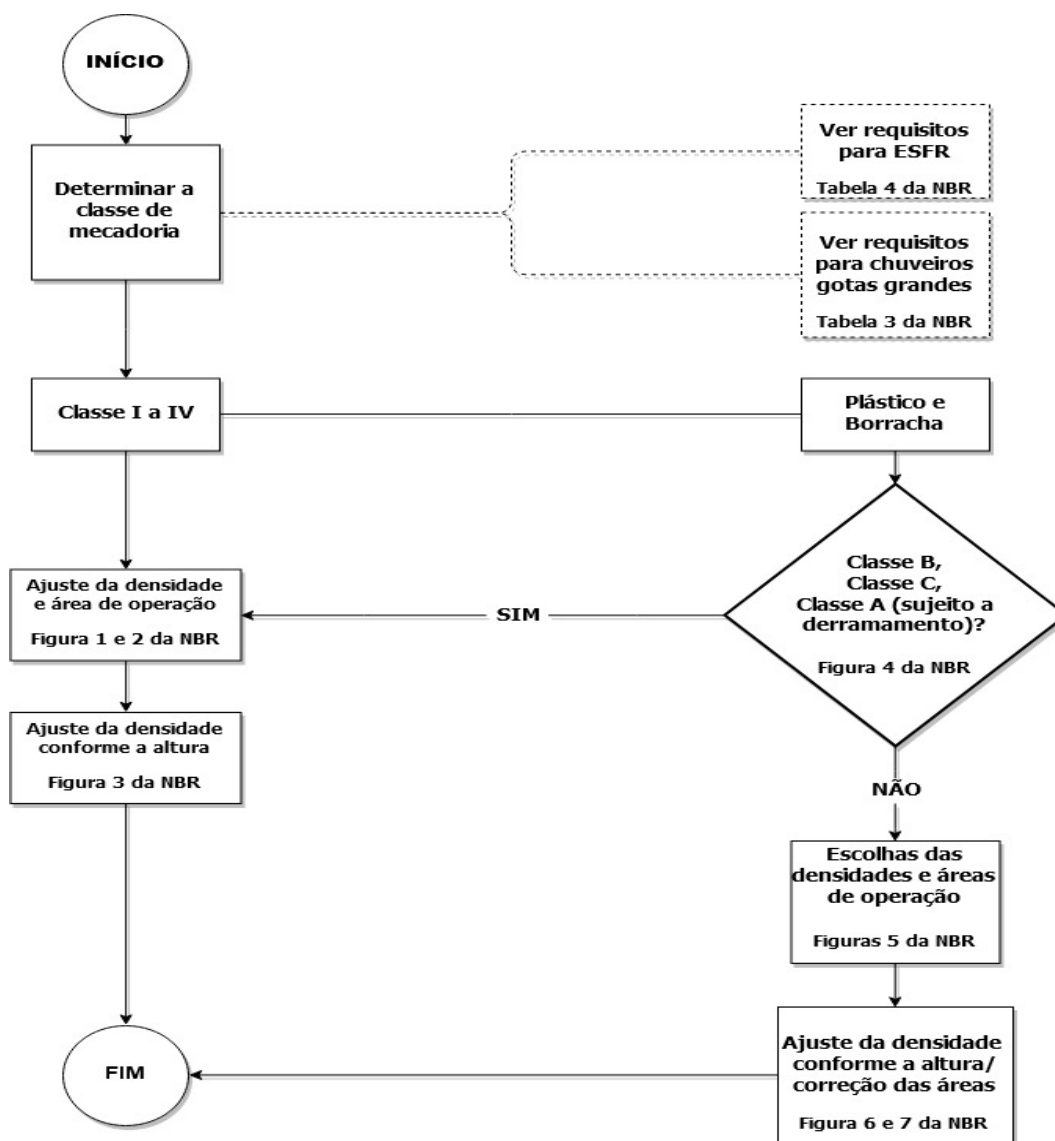 INÍCIO
Determinar a
classe de
mecadoria
Ver requisitos
para ESFR
Tabela 4 da NBR
Ver requisitos
para chuveiros
gotas grandes
Tabela 3 da NBR
Classe I a IV
Plástico e
Borracha
Classe B,
Classe C,
Classe A (sujeito a
derramamento)?
Figura 4 da NBR
SIM
Ajuste da densidade
e área de operação
Figura 1 e 2 da NBR
Ajuste da densidade
conforme a altura
Figura 3 da NBR
NÃO
Escolhas das
densidades e áreas
de operação
Figuras 5 da NBR
Ajuste da densidade
conforme a altura/
correção das áreas
Figura 6 e 7 da NBR
FIM